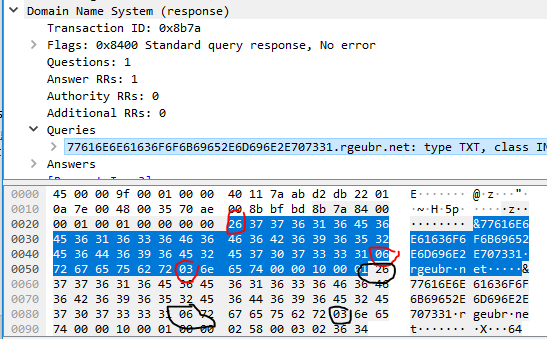 Domain Name System (response)
Transaction ID: 0x8b7a
Flags: 0x8400 Standard query response, No error
Questions: 1
Answer RRs: 1
Authority RRs: 0
Additional RRs: 0
Queries
77616E6E61636F6F6B69652E6D696E2E707331.rgeubr.net: type TXT, class IN
Answers
0000 45 00 00 9f 00 01 00 00 40 11 7a ab d2 db 22 01 E·······@·z···"·
0010 0a 7e 00 48 00 35 70 ae 00 8b bf bd 8b 7a 84 00 ·~·H·5p······z··
0020 00 01 00 01 00 00 00 00 26 37 37 36 31 36 45 36 ········&77616E6
0030 45 36 31 36 33 36 46 36 46 36 42 36 39 36 35 32 E61636F6F6B69652
0040 45 36 44 36 39 36 45 32 45 37 30 37 33 33 31 06 E6D696E2E707331·
0050 72 67 65 75 62 72 03 6e 65 74 00 00 10 00 01 26 rgeubr·net·····&
0060 37 37 36 31 36 45 36 45 36 31 36 33 36 46 36 46 77616E6E61636F6F
0070 36 42 36 39 36 35 32 45 36 44 36 39 36 45 32 45 6B69652E6D696E2E
0080 37 30 37 33 33 31 06 72 67 65 75 62 72 03 6e 65 707331·rgeubr·ne
0090 74 00 00 10 00 01 00 00 02 58 00 03 02 36 34 t········X···64